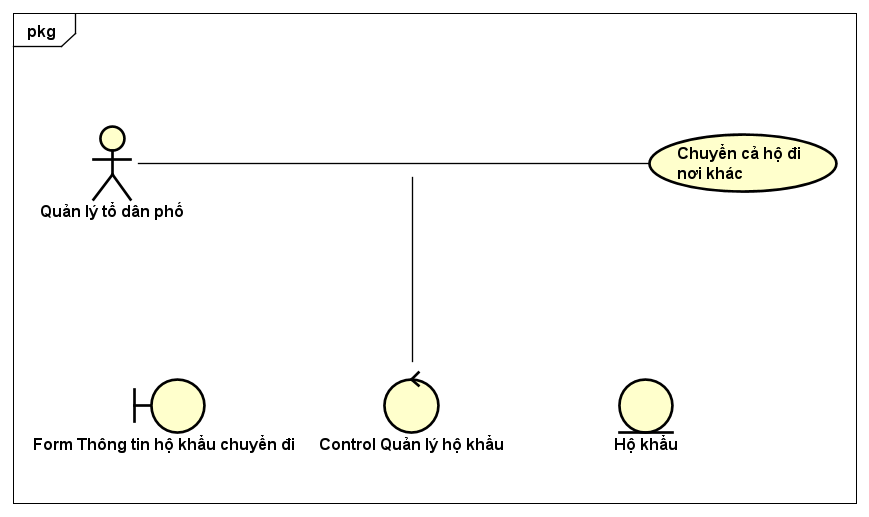 pkg
Chuyển cả hộ đi
nơi khác
Quản lý tổ dân phố
Form Thông tin hộ khẩu chuyển đi
Control Quản lý hộ khẩu
Hộ khẩu